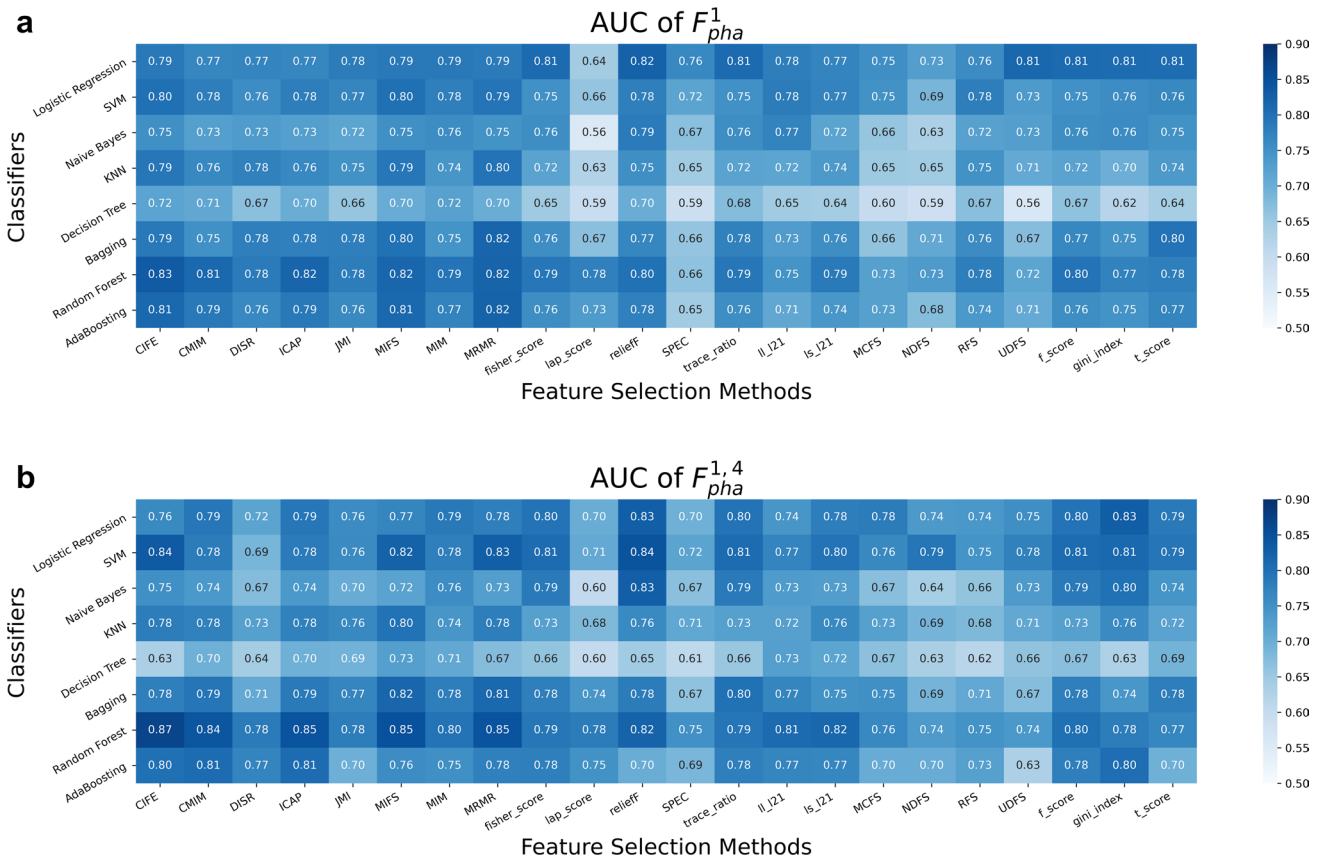 a
AUC of F¹pha
Classifiers
Logistic Regression 0.79 0.77 0.77 0.77 0.78 0.79 0.79 0.79 0.81 0.64 0.82 0.76 0.81 0.78 0.77 0.75 0.73 0.76 0.81 0.81 0.81 0.81
SVM 0.80 0.78 0.76 0.78 0.77 0.80 0.78 0.79 0.75 0.66 0.78 0.72 0.75 0.78 0.77 0.75 0.69 0.78 0.73 0.75 0.76 0.76
Naive Bayes 0.75 0.73 0.73 0.73 0.72 0.75 0.76 0.75 0.76 0.56 0.79 0.67 0.76 0.77 0.72 0.66 0.63 0.72 0.73 0.76 0.76 0.75
KNN 0.79 0.76 0.78 0.76 0.75 0.79 0.74 0.80 0.72 0.63 0.75 0.65 0.72 0.72 0.74 0.65 0.65 0.75 0.71 0.72 0.70 0.74
Decision Tree 0.72 0.71 0.67 0.70 0.66 0.70 0.72 0.70 0.65 0.59 0.70 0.59 0.68 0.65 0.64 0.60 0.59 0.67 0.56 0.67 0.62 0.64
Bagging 0.79 0.75 0.78 0.78 0.78 0.80 0.75 0.82 0.76 0.67 0.77 0.66 0.78 0.73 0.76 0.66 0.71 0.76 0.67 0.77 0.75 0.80
Random Forest 0.83 0.81 0.78 0.82 0.78 0.82 0.79 0.82 0.79 0.78 0.80 0.66 0.79 0.75 0.79 0.73 0.73 0.78 0.72 0.80 0.77 0.78
AdaBoosting 0.81 0.79 0.76 0.79 0.76 0.81 0.77 0.82 0.76 0.73 0.78 0.65 0.76 0.71 0.74 0.73 0.68 0.74 0.71 0.76 0.75 0.77
CIFE CMIM DISR ICAP JMI MIFS MIM MRMR fisher_score lap_score reliefF SPEC trace_ratio ll_l21 ls_l21 MCFS NDFS RFS UDFS f_score gini_index t_score
Feature Selection Methods
0.90
0.85
0.80
0.75
0.70
0.65
0.60
0.55
0.50
b
AUC of F¹,⁴pha
Classifiers
Logistic Regression 0.76 0.79 0.72 0.79 0.76 0.77 0.79 0.78 0.80 0.70 0.83 0.70 0.80 0.74 0.78 0.78 0.74 0.74 0.75 0.80 0.83 0.79
SVM 0.84 0.78 0.69 0.78 0.76 0.82 0.78 0.83 0.81 0.71 0.84 0.72 0.81 0.77 0.80 0.76 0.79 0.75 0.78 0.81 0.81 0.79
Naive Bayes 0.75 0.74 0.67 0.74 0.70 0.72 0.76 0.73 0.79 0.60 0.83 0.67 0.79 0.73 0.73 0.67 0.64 0.66 0.73 0.79 0.80 0.74
KNN 0.78 0.78 0.73 0.78 0.76 0.80 0.74 0.78 0.73 0.68 0.76 0.71 0.73 0.72 0.76 0.73 0.69 0.68 0.71 0.73 0.76 0.72
Decision Tree 0.63 0.70 0.64 0.70 0.69 0.73 0.71 0.67 0.66 0.60 0.65 0.61 0.66 0.73 0.72 0.67 0.63 0.62 0.66 0.67 0.63 0.69
Bagging 0.78 0.79 0.71 0.79 0.77 0.82 0.78 0.81 0.78 0.74 0.78 0.67 0.80 0.77 0.75 0.75 0.69 0.71 0.67 0.78 0.74 0.78
Random Forest 0.87 0.84 0.78 0.85 0.78 0.85 0.80 0.85 0.79 0.78 0.82 0.75 0.79 0.81 0.82 0.76 0.74 0.75 0.74 0.80 0.78 0.77
AdaBoosting 0.80 0.81 0.77 0.81 0.70 0.76 0.75 0.78 0.78 0.75 0.70 0.69 0.78 0.77 0.77 0.70 0.70 0.73 0.63 0.78 0.80 0.70
CIFE CMIM DISR ICAP JMI MIFS MIM MRMR fisher_score lap_score reliefF SPEC trace_ratio ll_l21 ls_l21 MCFS NDFS RFS UDFS f_score gini_index t_score
Feature Selection Methods
0.90
0.85
0.80
0.75
0.70
0.65
0.60
0.55
0.50